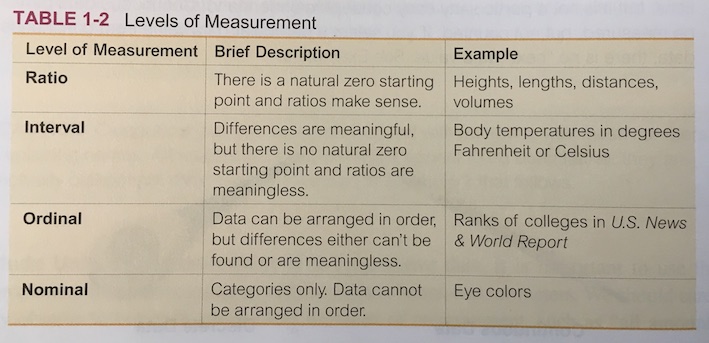 TABLE 1-2 Levels of Measurement
Level of Measurement Brief Description Example
Ratio There is a natural zero starting Heights, lengths, distances,
point and ratios make sense. volumes
Interval Differences are meaningful, Body temperatures in degrees
but there is no natural zero Fahrenheit or Celsius
starting point and ratios are
meaningless.
Ordinal Data can be arranged in order, Ranks of colleges in U.S. News
but differences either can't be & World Report
found or are meaningless.
Nominal Categories only. Data cannot Eye colors
be arranged in order.